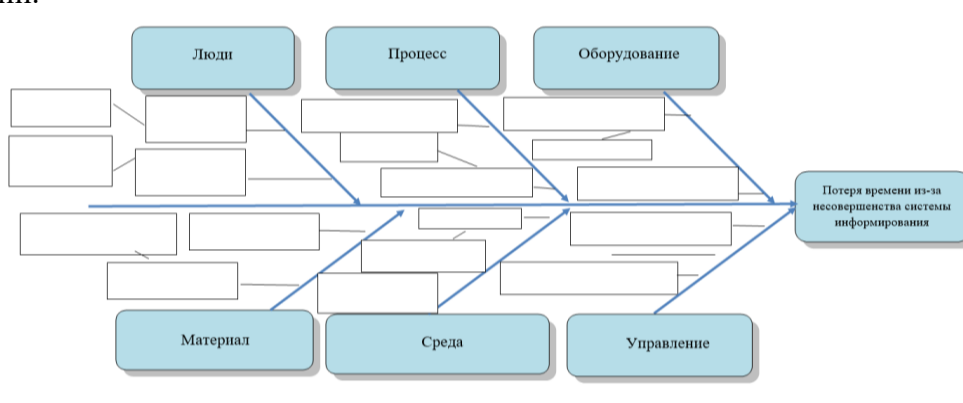 Люди
Процесс
Оборудование
Потеря времени из-за
несовершенства системы
информирования
Материал
Среда
Управление